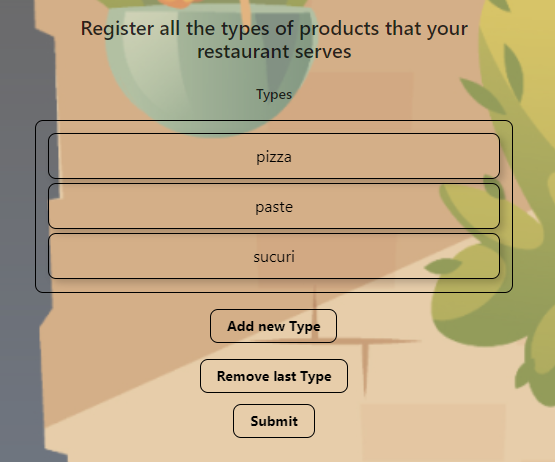 Register all the types of products that your
restaurant serves
Types
pizza
paste
sucuri
Add new Type
Remove last Type
Submit